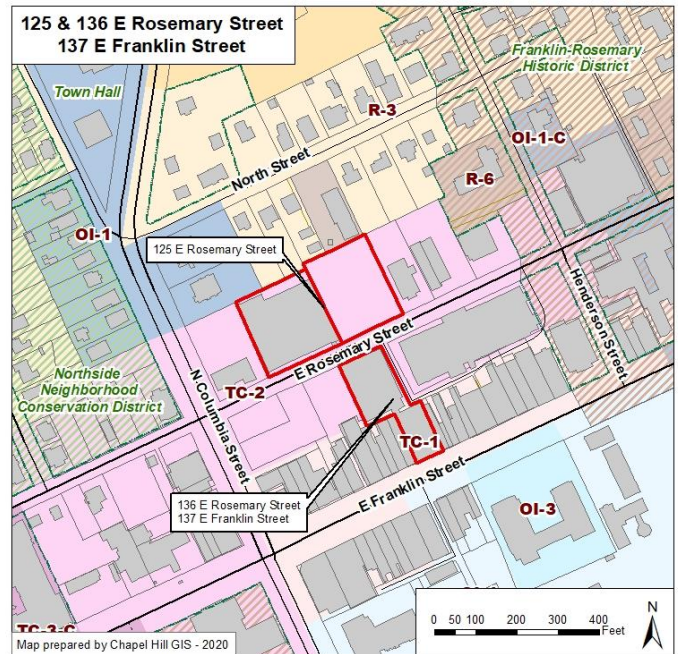 125 & 136 E Rosemary Street
137 E Franklin Street
Town Hall
Franklin-Rosemary
Historic District
R-3
OI-1-C
North Street
R-6
OI-1
125 E Rosemary Street
Henderson Street
E Rosemary Street
Northside
Neighborhood
Conservation District
N Columbia Street
TC-2
TC-1
136 E Rosemary Street
137 E Franklin Street
E Franklin Street
OI-3
TC-3-C
0 50 100 200 300 400
Feet
N
Map prepared by Chapel Hill GIS - 2020